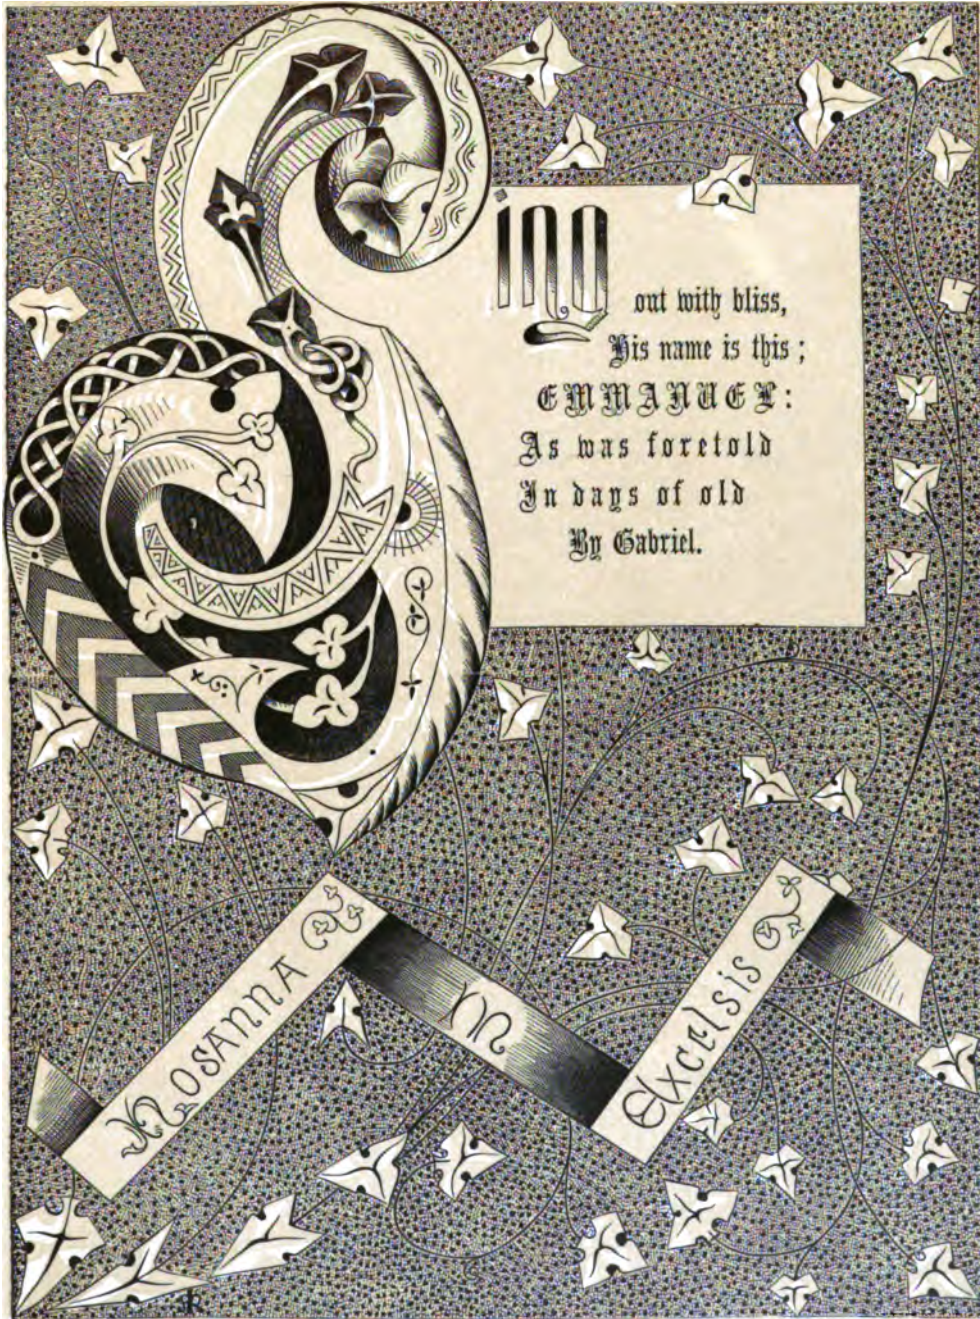 SING out with bliss,
His name is this;
EMMANUEL:
As was foretold
In days of old
By Gabriel.
HOSANNA IN Excelsis